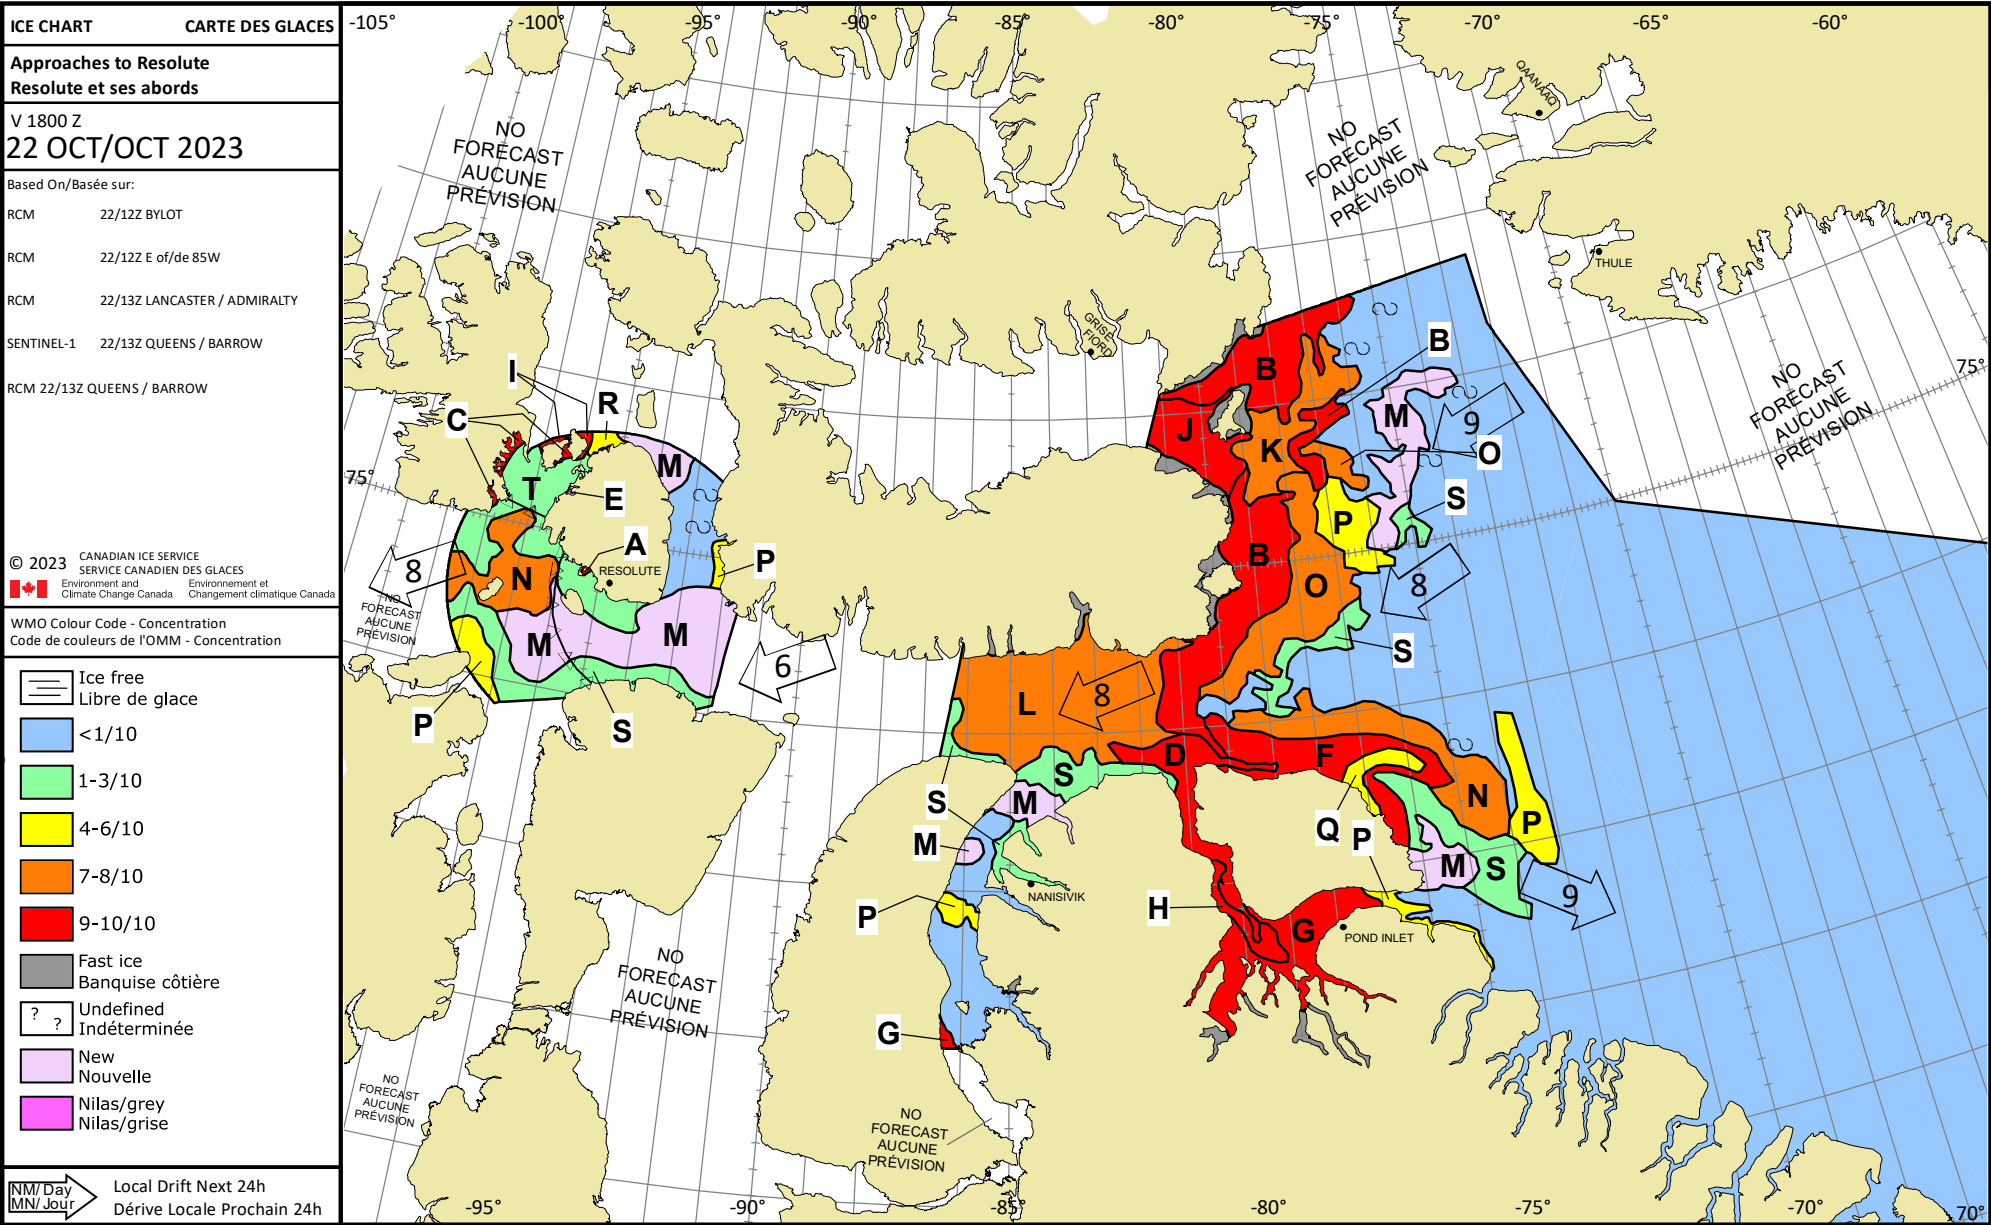 ICE CHART CARTE DES GLACES
Approaches to Resolute
Resolute et ses abords
V 1800 Z
22 OCT/OCT 2023
Based On/Basée sur:
RCM 22/12Z BYLOT
RCM 22/12Z E of/de 85W
RCM 22/13Z LANCASTER / ADMIRALTY
SENTINEL-1 22/13Z QUEENS / BARROW
RCM 22/13Z QUEENS / BARROW
© 2023 CANADIAN ICE SERVICE
SERVICE CANADIEN DES GLACES
Environment and Environnement et
Climate Change Canada Changement climatique Canada
WMO Colour Code - Concentration
Code de couleurs de l'OMM - Concentration
Ice free
Libre de glace
<1/10
1-3/10
4-6/10
7-8/10
9-10/10
Fast ice
Banquise côtière
? ? Undefined
Indéterminée
New
Nouvelle
Nilas/grey
Nilas/grise
NM/Day
MN/Jour
Local Drift Next 24h
Dérive Locale Prochain 24h
-105° -100° -95° -90° -85° -80° -75° -70° -65° -60°
NO
FORECAST
AUCUNE
PRÉVISION
NO
FORECAST
AUCUNE
PRÉVISION
QAANAAQ
THULE
GRISE
FIORD
NO
FORECAST
AUCUNE
PRÉVISION
75°
75°
I
R
C
M
T
E
A
RESOLUTE
P
8
N
NO
FORECAST
AUCUNE
PRÉVISION
M
M
6
P
S
B
B
J
K
M
9
O
S
P
B
O
8
S
L
8
D
F
S
S
M
M
N
P
Q
P
M
S
9
NANISIVIK
P
H
G
POND INLET
G
NO
FORECAST
AUCUNE
PRÉVISION
NO
FORECAST
AUCUNE
PRÉVISION
NO
FORECAST
AUCUNE
PRÉVISION
-95° -90° -85° -80° -75° -70° 70°